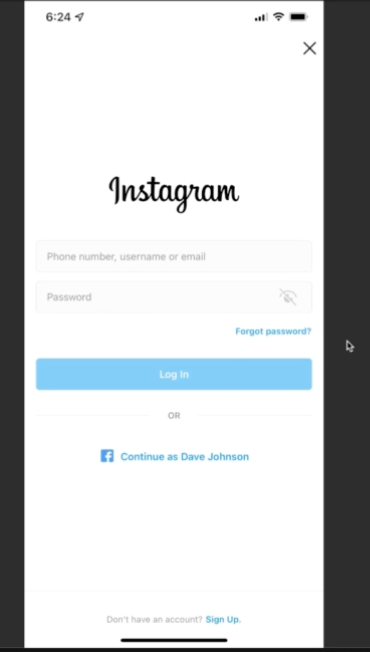 6:24
Instagram
Phone number, username or email
Password
Forgot password?
Log In
OR
Continue as Dave Johnson
Don't have an account? Sign Up.